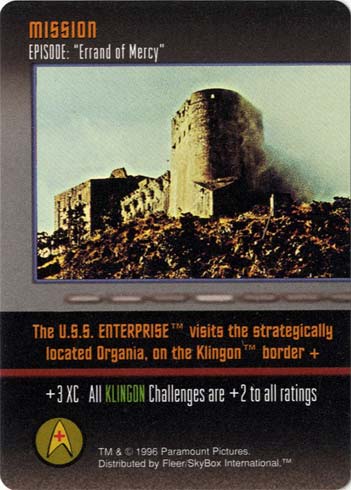 MISSION
EPISODE: "Errand of Mercy"
The U.S.S. ENTERPRISE™ visits the strategically
located Organia, on the Klingon™ border +
+3 XC All KLINGON Challenges are +2 to all ratings
TM & © 1996 Paramount Pictures.
Distributed by Fleer/SkyBox International.™